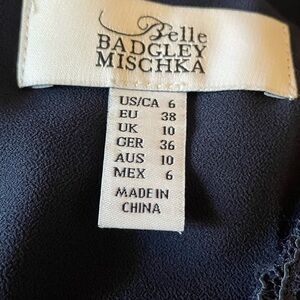 Belle
BADGLEY
MISCHKA
US/CA 6
EU 38
UK 10
GER 36
AUS 10
MEX 6
MADE IN
CHINA